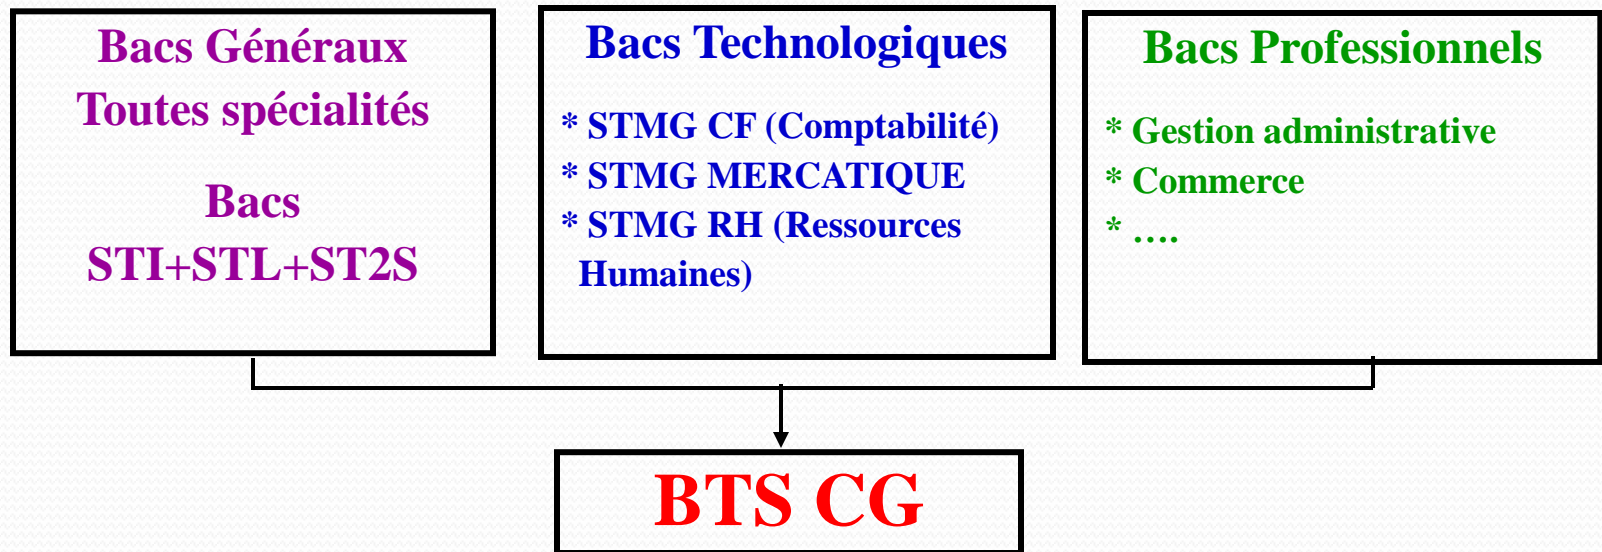 Bacs Généraux
Toutes spécialités
Bacs
STI+STL+ST2S
Bacs Technologiques
* STMG CF (Comptabilité)
* STMG MERCATIQUE
* STMG RH (Ressources
Humaines)
Bacs Professionnels
* Gestion administrative
* Commerce
* ….
BTS CG